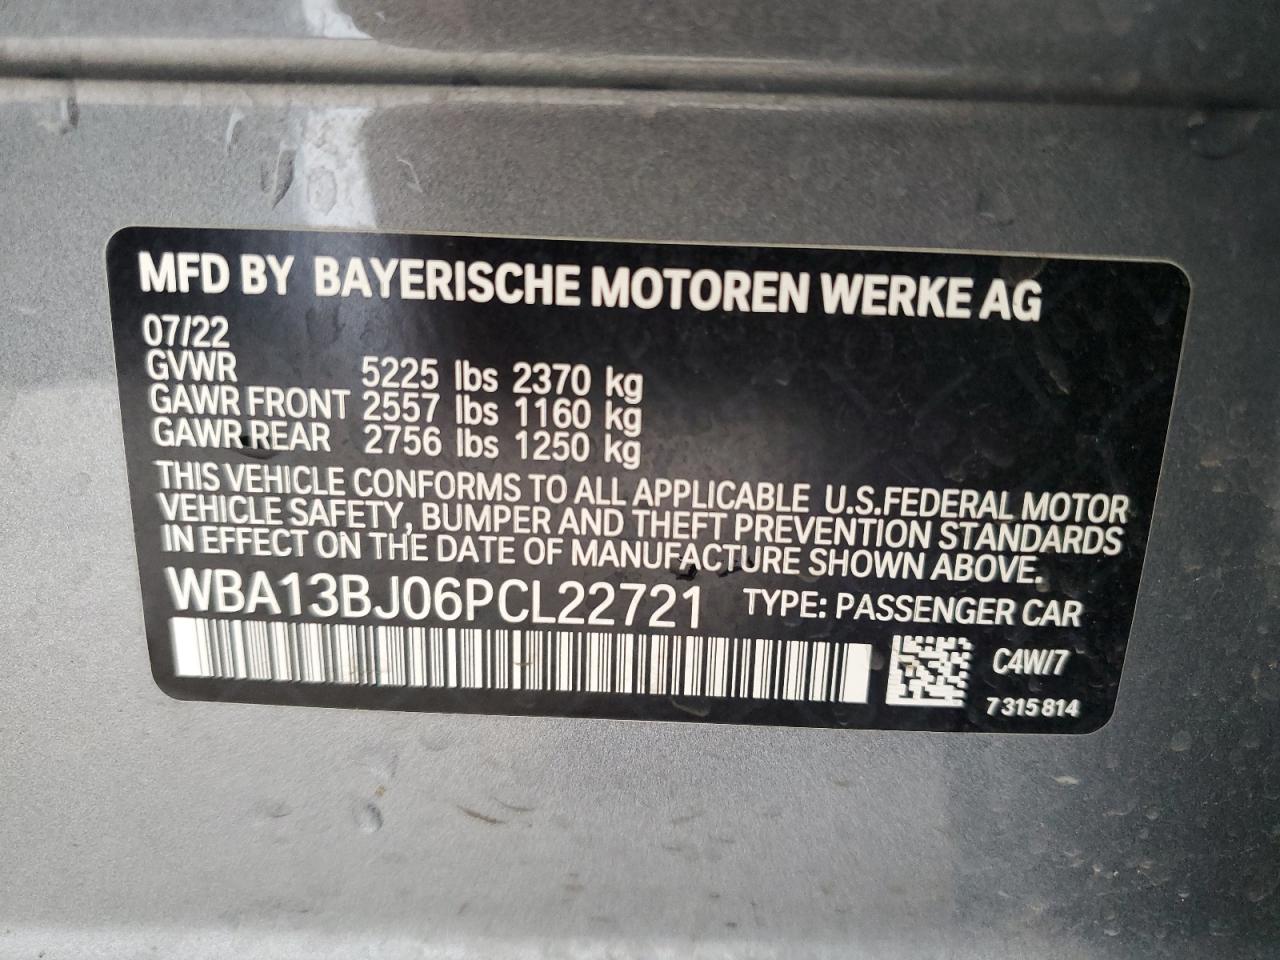 MFD BY BAYERISCHE MOTOREN WERKE AG
07/22
GVWR 5225 lbs 2370 kg
GAWR FRONT 2557 lbs 1160 kg
GAWR REAR 2756 lbs 1250 kg
THIS VEHICLE CONFORMS TO ALL APPLICABLE U.S.FEDERAL MOTOR
VEHICLE SAFETY, BUMPER AND THEFT PREVENTION STANDARDS
IN EFFECT ON THE DATE OF MANUFACTURE SHOWN ABOVE.
WBA13BJ06PCL22721 TYPE: PASSENGER CAR
C4W/7
7 315 814